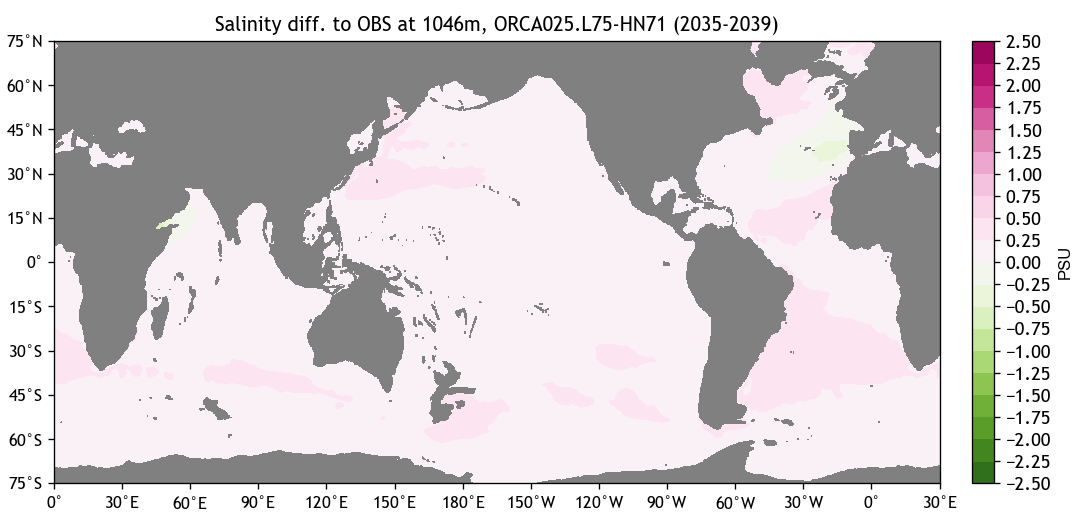 Salinity diff. to OBS at 1046m, ORCA025.L75-HN71 (2035-2039)
75°N
60°N
45°N
30°N
15°N
0°
15°S
30°S
45°S
60°S
75°S
0°
30°E
60°E
90°E
120°E
150°E
180°E
150°W
120°W
90°W
60°W
30°W
0°
30°E
2.50
2.25
2.00
1.75
1.50
1.25
1.00
0.75
0.50
0.25
0.00
−0.25
−0.50
−0.75
−1.00
−1.25
−1.50
−1.75
−2.00
−2.25
−2.50
PSU